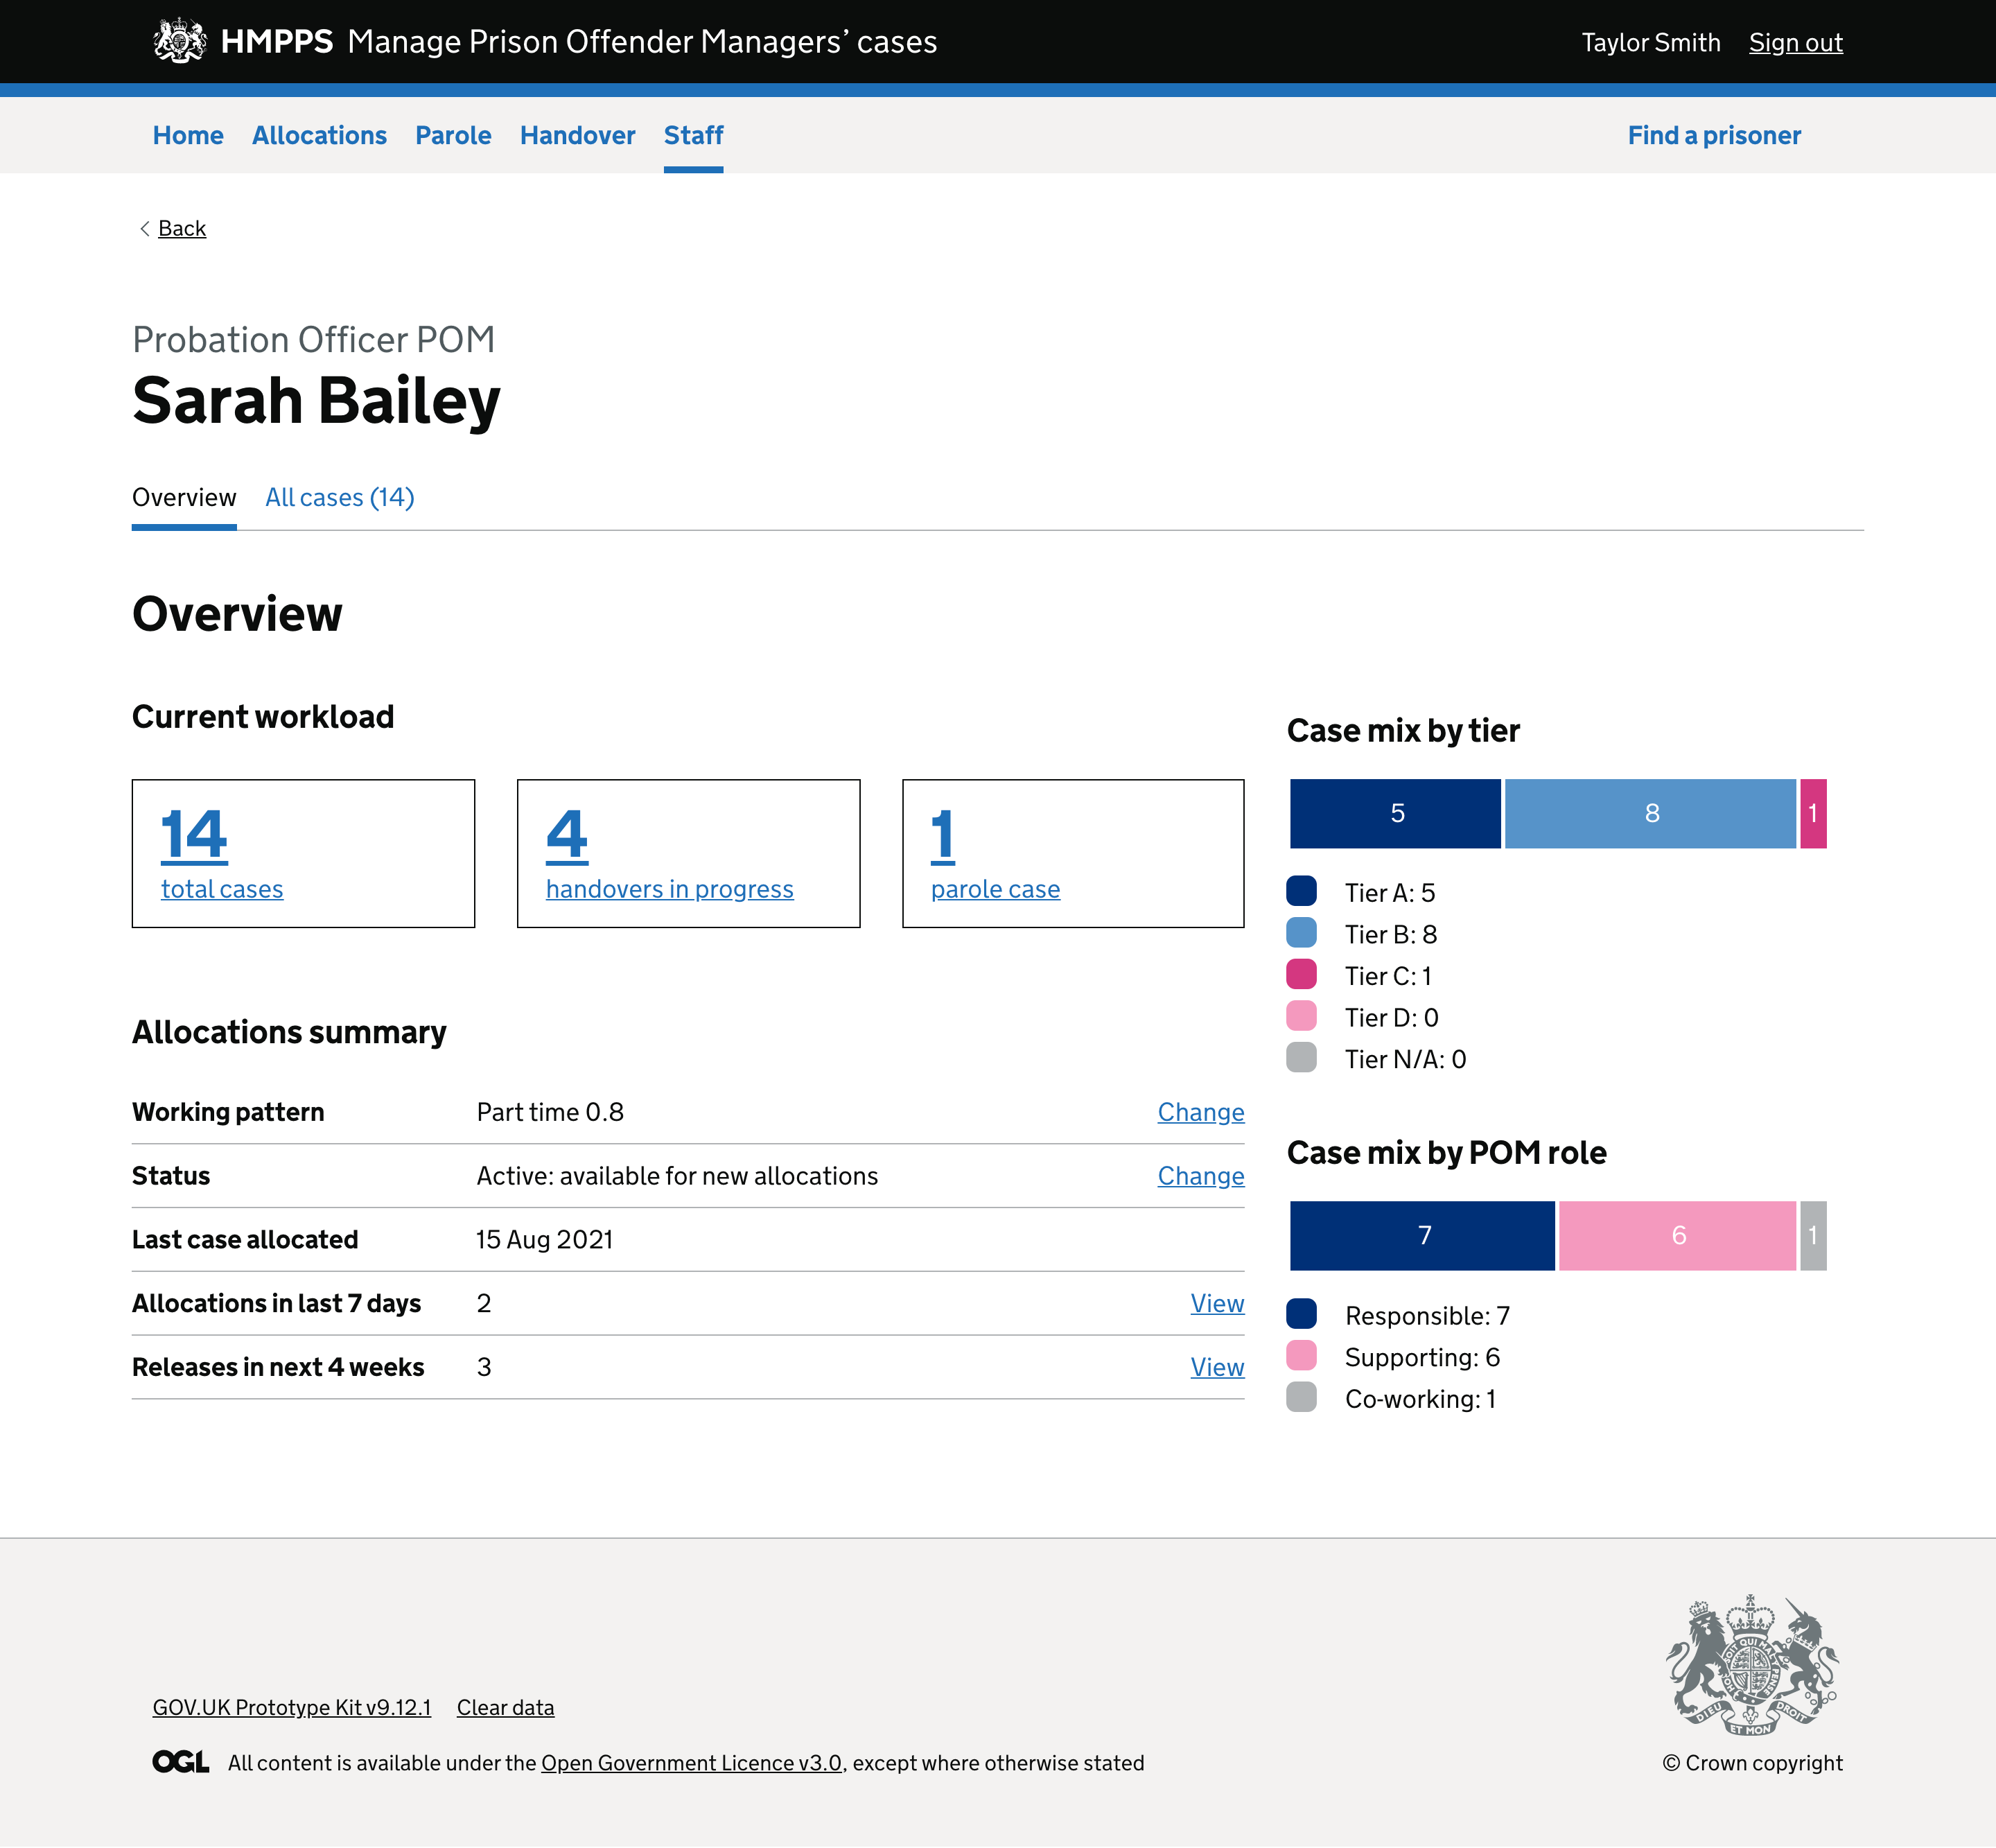 HMPPS Manage Prison Offender Managers’ cases
Taylor Smith Sign out
Home Allocations Parole Handover Staff
Find a prisoner
Back
Probation Officer POM
Sarah Bailey
Overview All cases (14)
Overview
Current workload
14
total cases
4
handovers in progress
1
parole case
Allocations summary
Working pattern Part time 0.8 Change
Status Active: available for new allocations Change
Last case allocated 15 Aug 2021
Allocations in last 7 days 2 View
Releases in next 4 weeks 3 View
Case mix by tier
5 8 1
Tier A: 5
Tier B: 8
Tier C: 1
Tier D: 0
Tier N/A: 0
Case mix by POM role
7 6 1
Responsible: 7
Supporting: 6
Co-working: 1
GOV.UK Prototype Kit v9.12.1 Clear data
OGL All content is available under the Open Government Licence v3.0, except where otherwise stated
DIEU ET MON DROIT
© Crown copyright